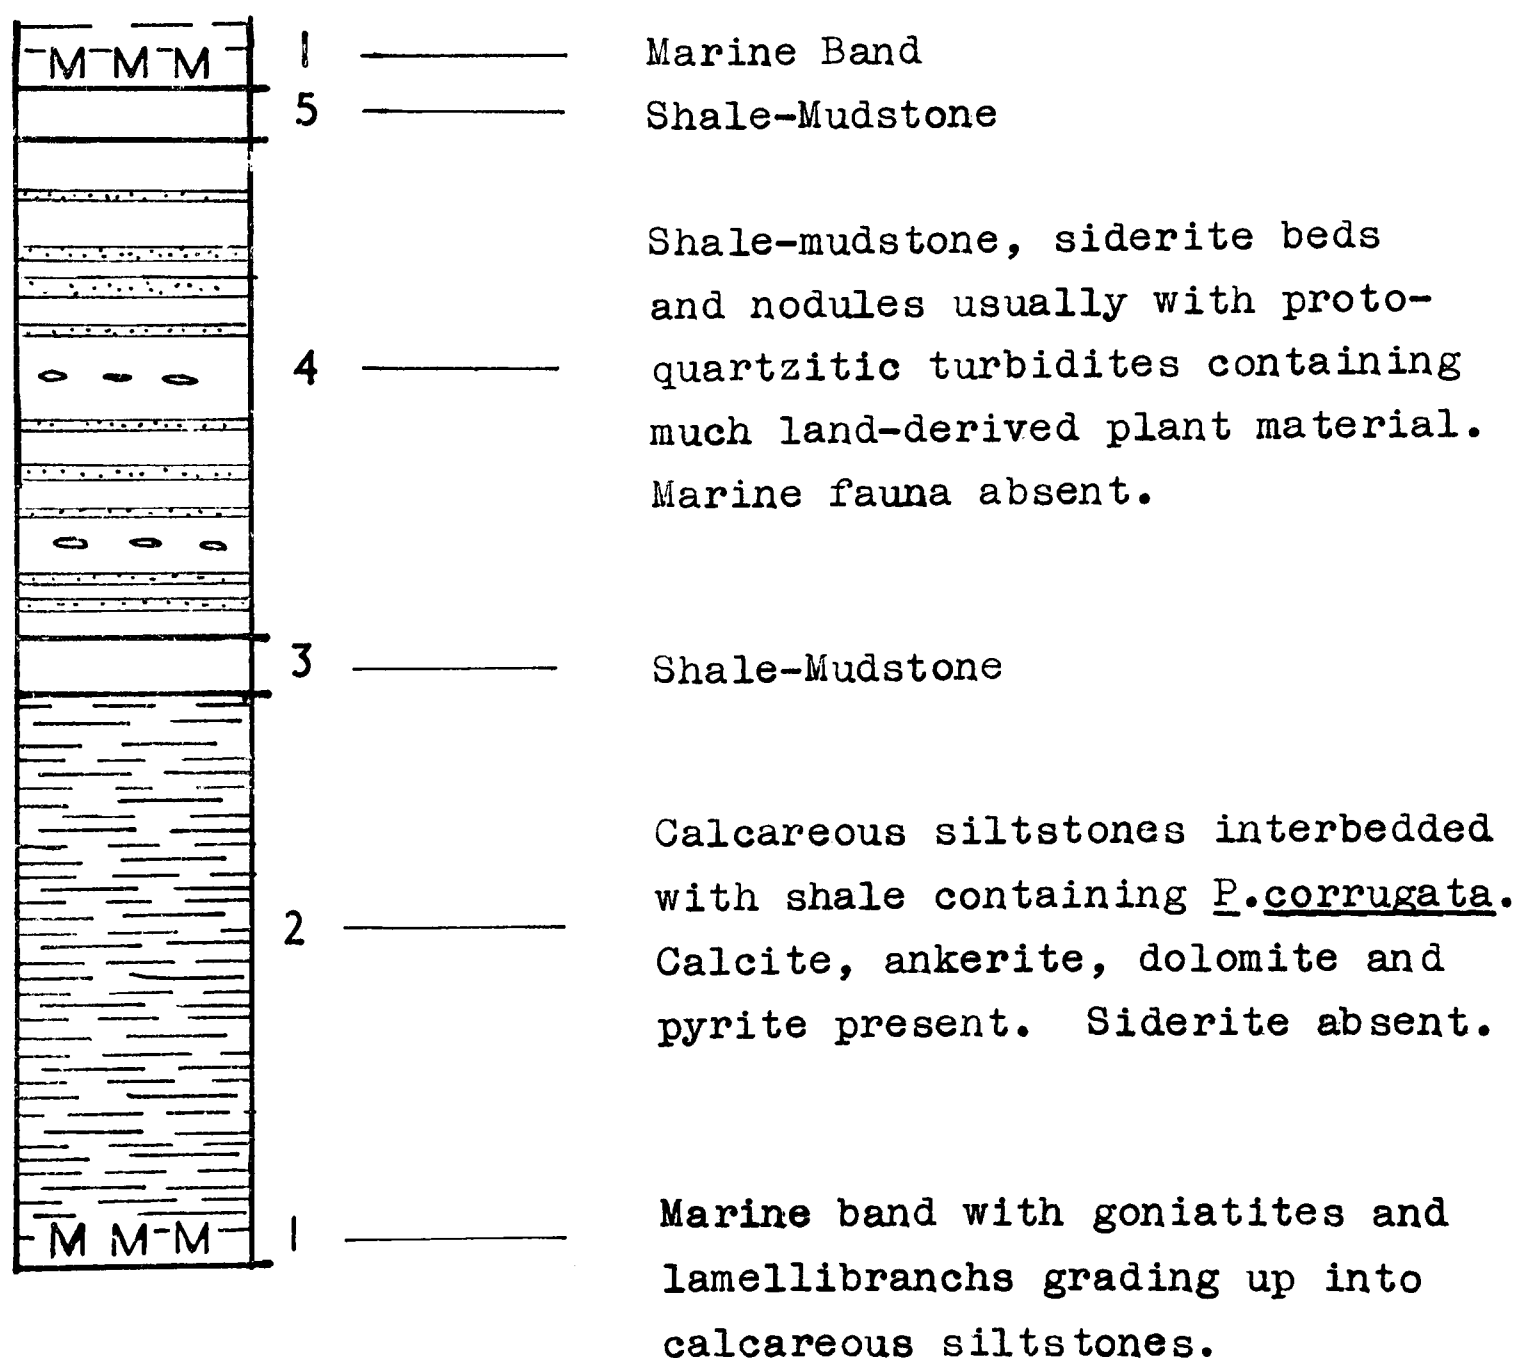 M M M 1 Marine Band
5 Shale-Mudstone
Shale-mudstone, siderite beds
and nodules usually with proto-
4 quartzitic turbidites containing
much land-derived plant material.
Marine fauna absent.
3 Shale-Mudstone
Calcareous siltstones interbedded
with shale containing P.corrugata.
2
Calcite, ankerite, dolomite and
pyrite present. Siderite absent.
Marine band with goniatites and
M M M 1
lamellibranchs grading up into
calcareous siltstones.